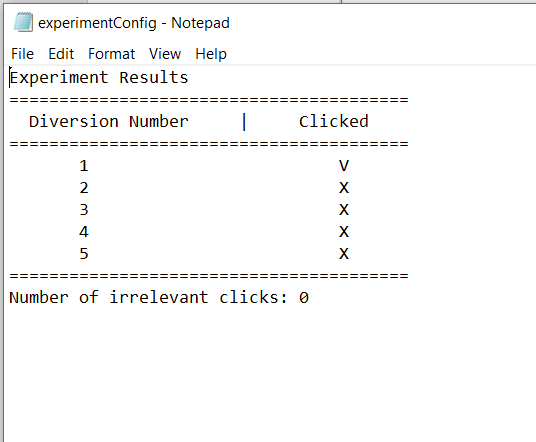 experimentConfig - Notepad
File Edit Format View Help
Experiment Results
========================================
Diversion Number | Clicked
========================================
1 V
2 X
3 X
4 X
5 X
========================================
Number of irrelevant clicks: 0